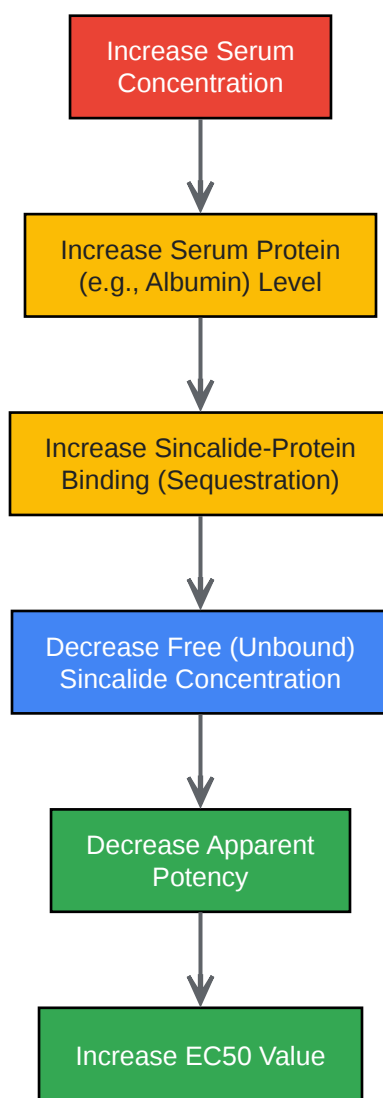 Increase Serum
Concentration
Increase Serum Protein
(e.g., Albumin) Level
Increase Sincalide-Protein
Binding (Sequestration)
Decrease Free (Unbound)
Sincalide Concentration
Decrease Apparent
Potency
Increase EC50 Value